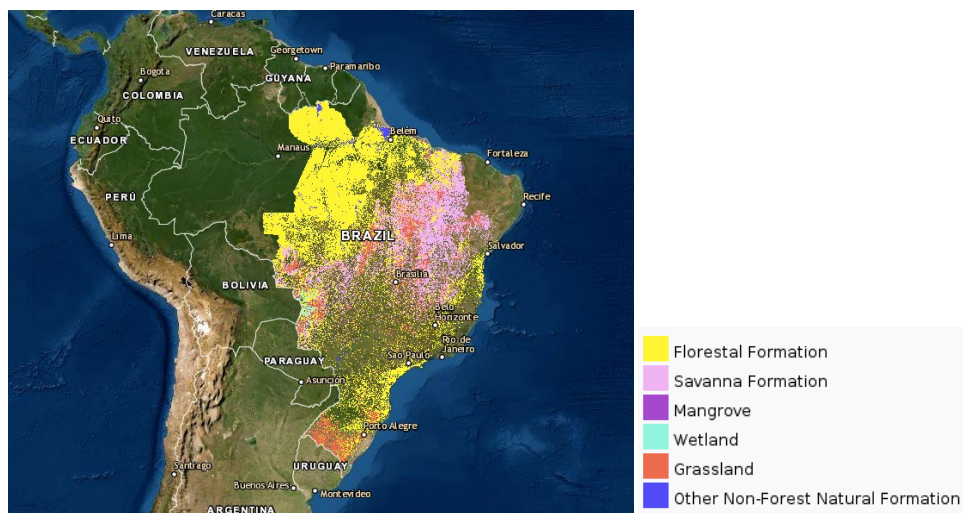 Caracas
VENEZUELA
Georgetown
Paramaribo
Bogota
GUYANA
COLOMBIA
Quito
ECUADOR
Belém
Manaus
Fortaleza
PERÚ
Recife
Lima
BRAZIL
Salvador
BOLIVIA
Brasília
Belo
Horizonte
PARAGUAY
Rio de
Janeiro
Sao Paulo
Asunción
Porto Alegre
Santiago
URUGUAY
Buenos Aires
Montevideo
ARGENTINA
Florestal Formation
Savanna Formation
Mangrove
Wetland
Grassland
Other Non-Forest Natural Formation